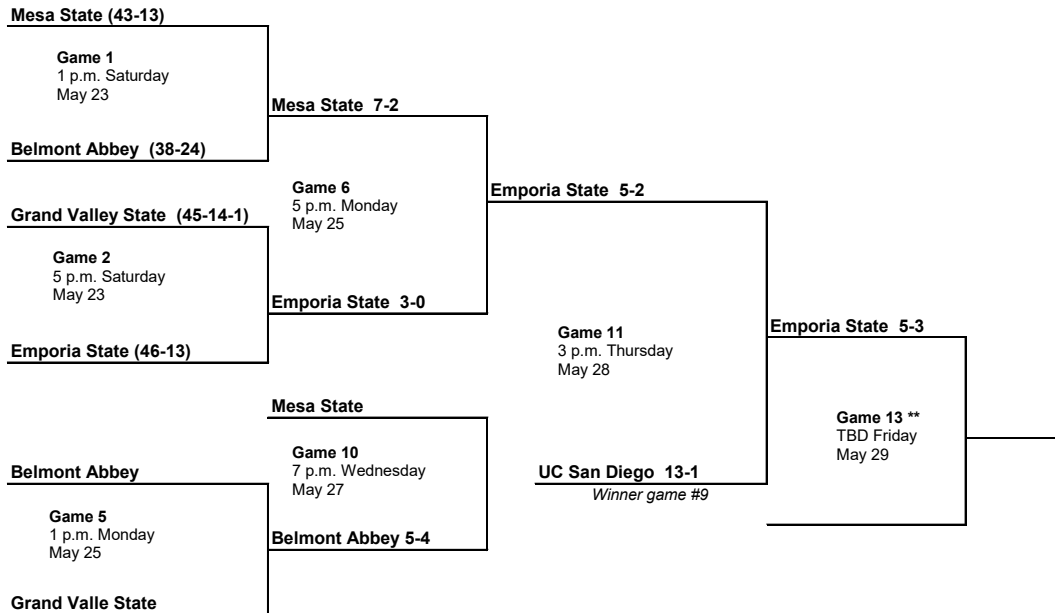 Mesa State (43-13)
Game 1
1 p.m. Saturday
May 23
Mesa State  7-2
Belmont Abbey  (38-24)
Game 6
5 p.m. Monday
May 25
Emporia State  5-2
Grand Valley State  (45-14-1)
Game 2
5 p.m. Saturday
May 23
Emporia State  3-0
Emporia State (46-13)
Game 11
3 p.m. Thursday
May 28
Emporia State  5-3
Mesa State
Game 13 **
TBD Friday
May 29
Game 10
7 p.m. Wednesday
May 27
Belmont Abbey
UC San Diego  13-1
Winner game #9
Game 5
1 p.m. Monday
May 25
Belmont Abbey 5-4
Grand Valle State